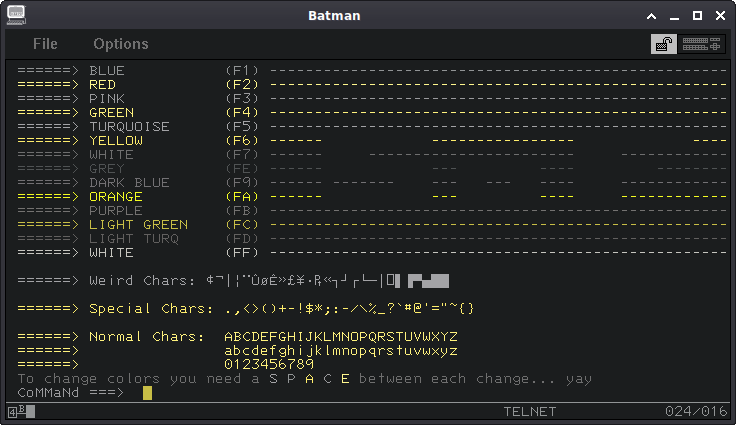 Batman
File Options
======> BLUE (F1) ---------------------------------------------------
======> RED (F2) ---------------------------------------------------
======> PINK (F3) ---------------------------------------------------
======> GREEN (F4) ---------------------------------------------------
======> TURQUOISE (F5) ---------------------------------------------------
======> YELLOW (F6) ------ ---------------- ----
======> WHITE (F7) ------ ------- ---- ------------
======> GREY (FE) ------ --- ---- ------------
======> DARK BLUE (F9) ------ ------- --- ---- ------------
======> ORANGE (FA) ------ --- ---- ------------
======> PURPLE (FB) ---------------------------------------------------
======> LIGHT GREEN (FC) ---------------------------------------------------
======> LIGHT TURQ (FD) ---------------------------------------------------
======> WHITE (FF) ---------------------------------------------------
======> Weird Chars: ¢¬|¦¨ÛøÊ»£¥·₧«┐┘┌└─│⎕▌▐▀▄██
======> Special Chars: .,<>()+-!$*;:-/\%_?`#@'="~{}
======> Normal Chars: ABCDEFGHIJKLMNOPQRSTUVWXYZ
======> abcdefghijklmnopqrstuvwxyz
======> 0123456789
To change colors you need a S P A C E between each change... yay
CoMMaNd ===>
4 B TELNET 024/016